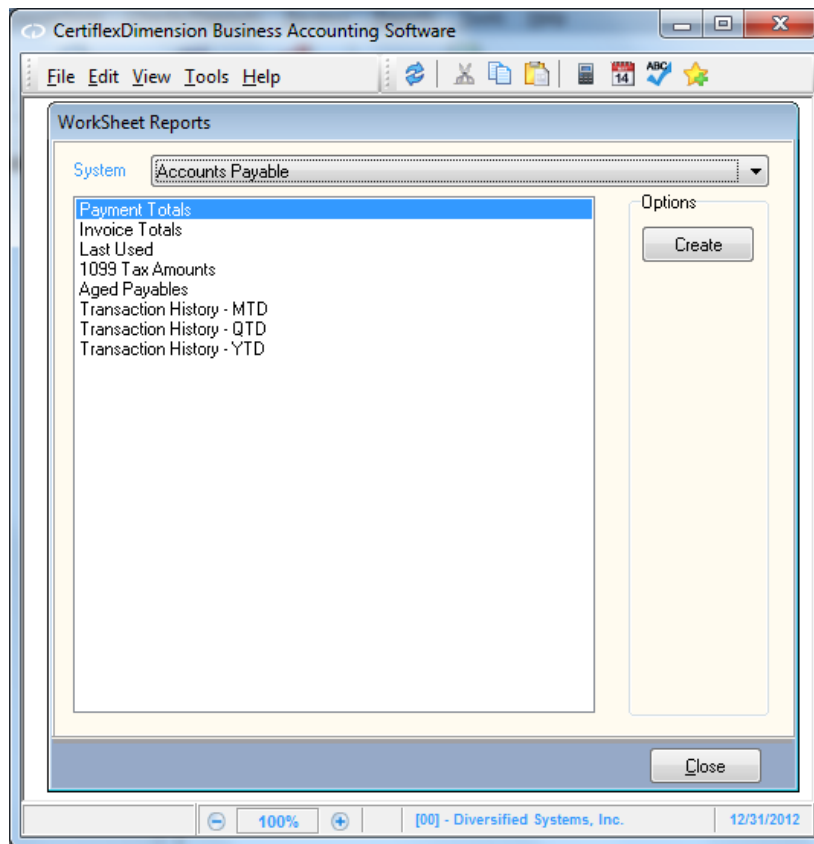 CertiflexDimension Business Accounting Software
File Edit View Tools Help
14
ABC
WorkSheet Reports
System Accounts Payable
Payment Totals
Invoice Totals
Last Used
1099 Tax Amounts
Aged Payables
Transaction History - MTD
Transaction History - QTD
Transaction History - YTD
Options
Create
Close
100% [00] - Diversified Systems, Inc. 12/31/2012